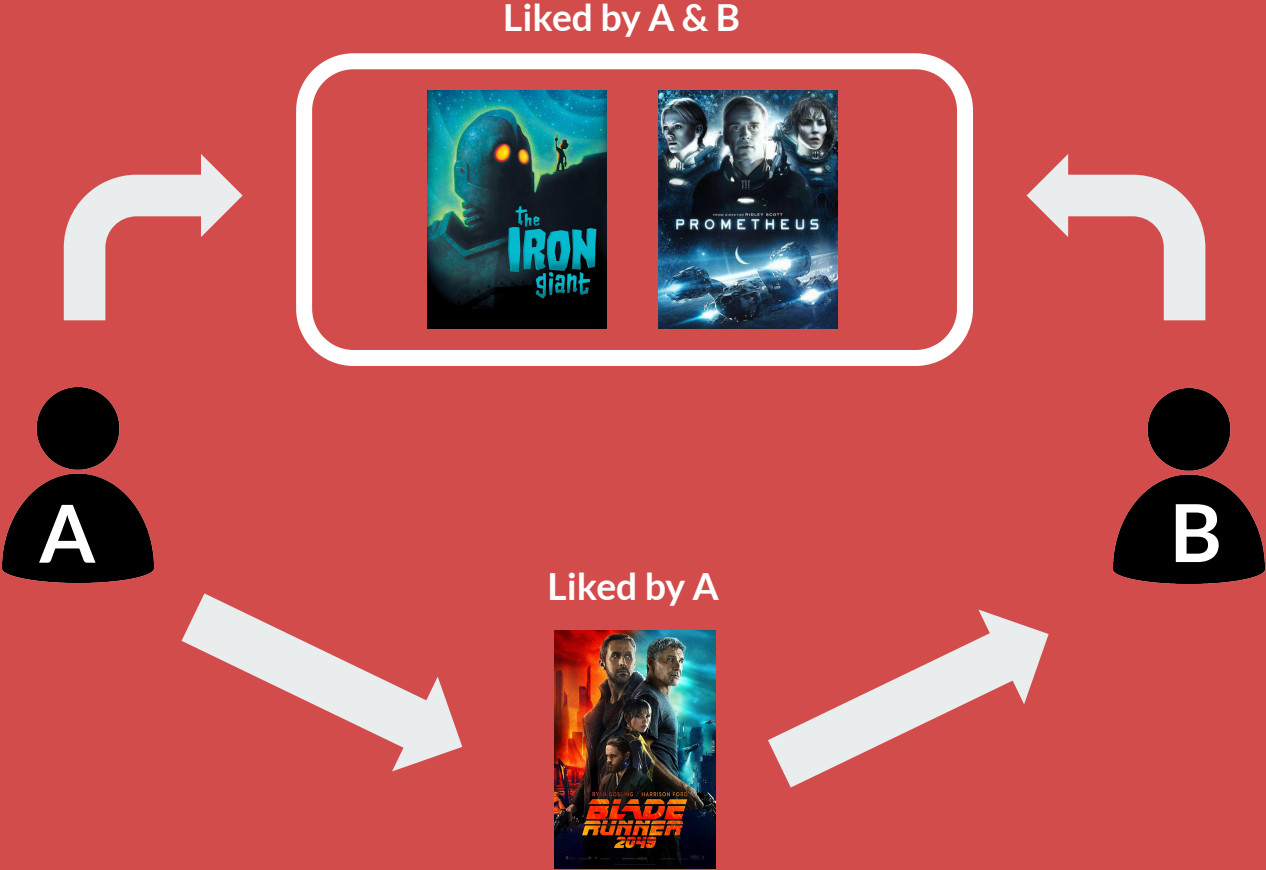 Liked by A & B
the
IRON
giant
FROM DIRECTOR RIDLEY SCOTT
PROMETHEUS
A
B
Liked by A
RYAN GOSLING HARRISON FORD
BLADE
RUNNER
2049